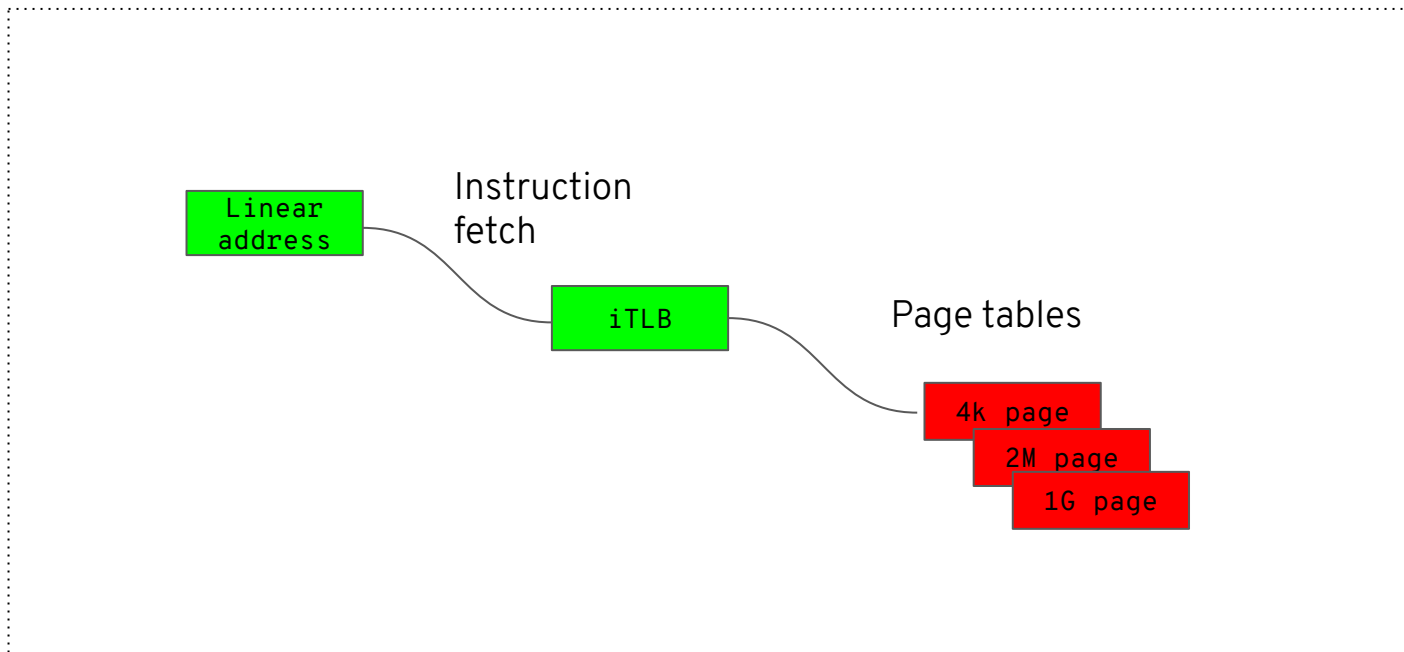 Linear
address
Instruction
fetch
iTLB
Page tables
4k page
2M page
1G page